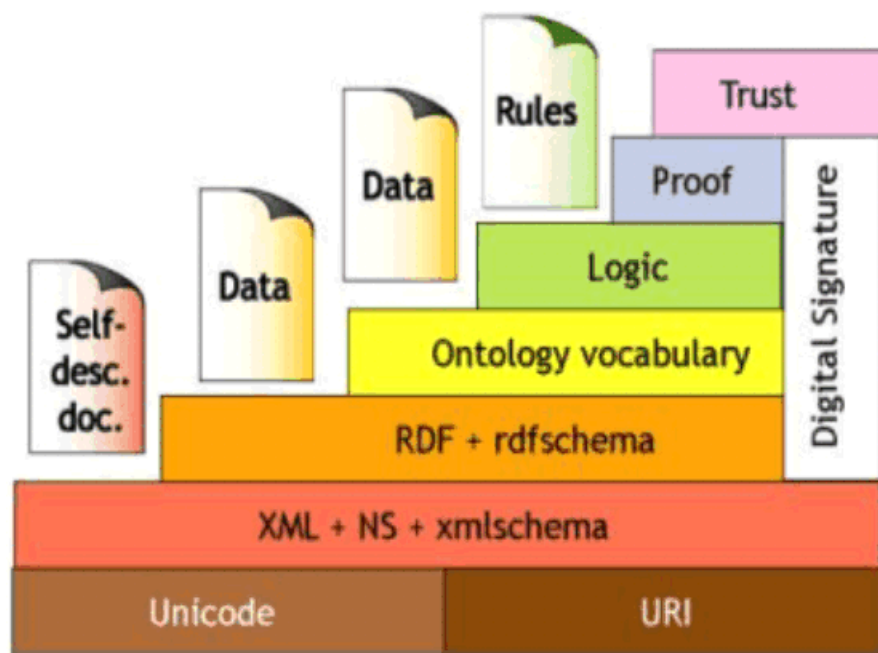 Rules
Trust
Data
Proof
Data
Logic
Self-
desc.
doc.
Ontology vocabulary
Digital Signature
RDF + rdfschema
XML + NS + xmlschema
Unicode
URI